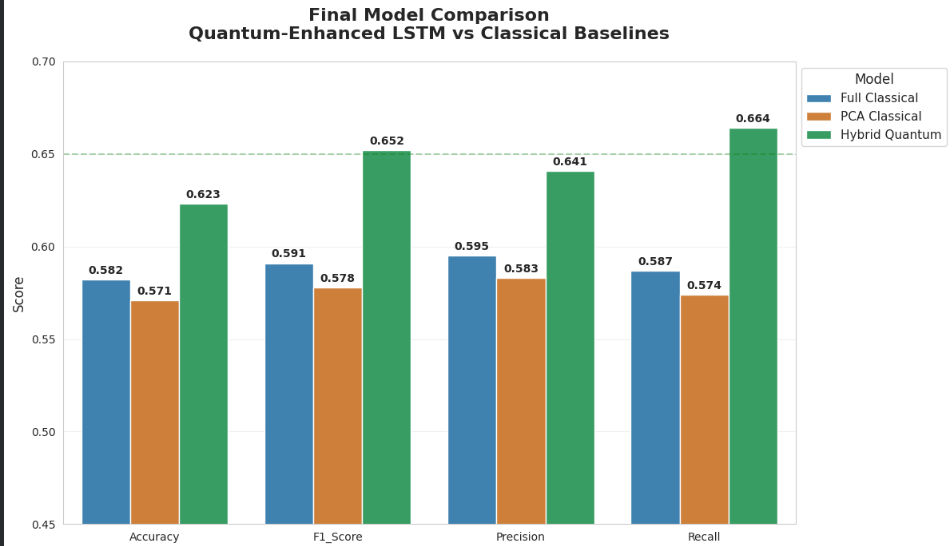 Final Model Comparison
Quantum-Enhanced LSTM vs Classical Baselines
0.70
0.65
0.60
0.55
0.50
0.45
Score
0.582
0.571
0.623
0.591
0.578
0.652
0.595
0.583
0.641
0.587
0.574
0.664
Accuracy
F1_Score
Precision
Recall
Model
Full Classical
PCA Classical
Hybrid Quantum